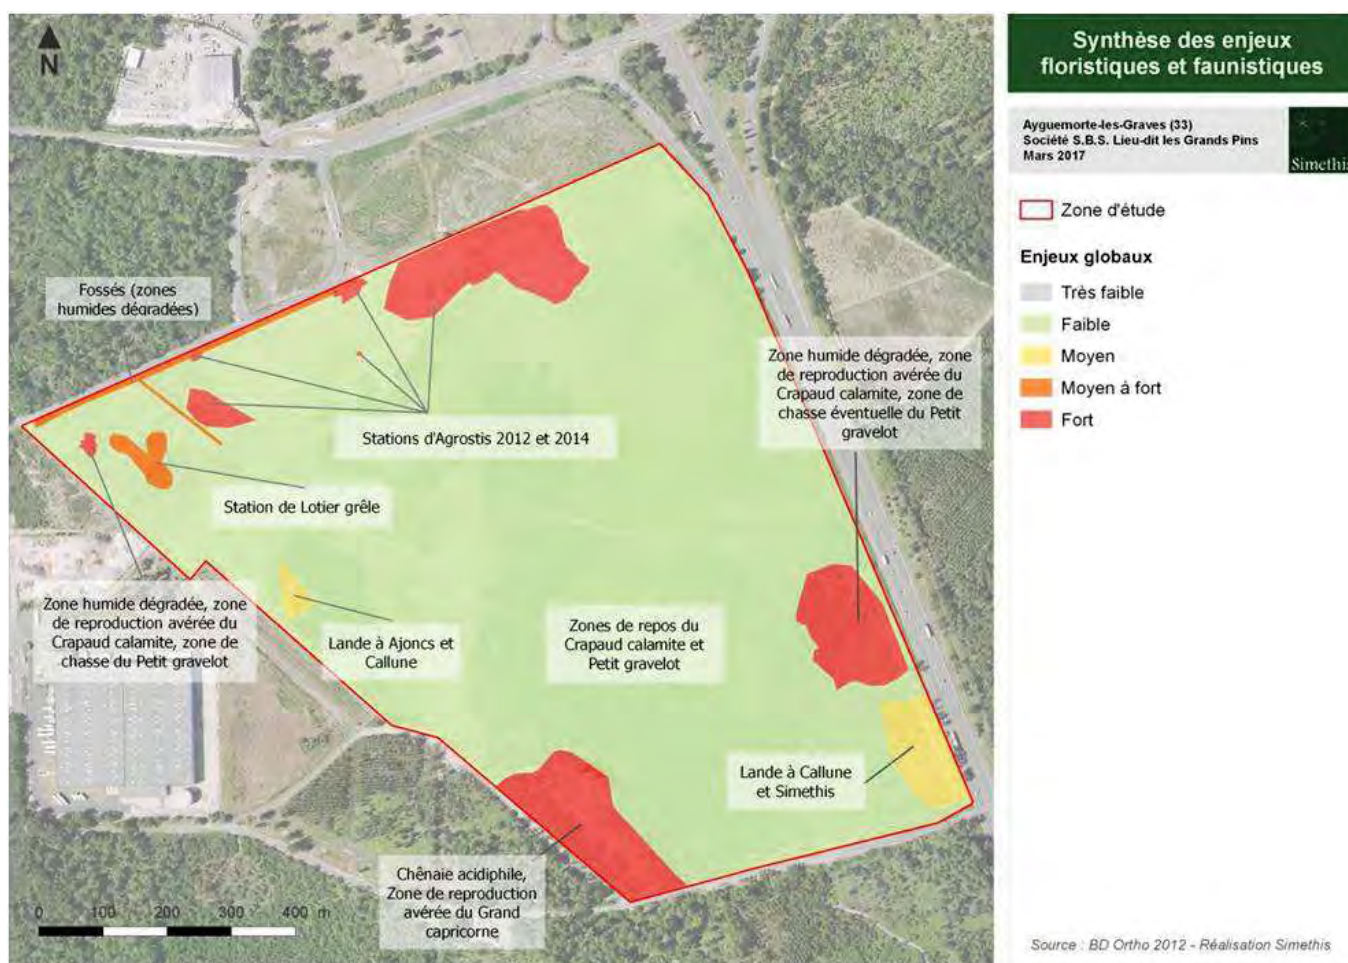 N
Synthèse des enjeux
floristiques et faunistiques
Ayguemorte-les-Graves (33)
Société S.B.S. Lieu-dit les Grands Pins
Mars 2017
Simethis
Zone d'étude
Enjeux globaux
Très faible
Faible
Moyen
Moyen à fort
Fort
Fossés (zones
humides dégradées)
Zone humide dégradée, zone
de reproduction avérée du
Crapaud calamite, zone de
chasse éventuelle du Petit
gravelot
Stations d'Agrostis 2012 et 2014
Station de Lotier grêle
Zone humide dégradée, zone
de reproduction avérée du
Crapaud calamite, zone de
chasse du Petit gravelot
Lande à Ajoncs et
Callune
Zones de repos du
Crapaud calamite et
Petit gravelot
Lande à Callune
et Simethis
Chênaie acidiphile,
Zone de reproduction
avérée du Grand
capricorne
0 100 200 300 400 m
Source : BD Ortho 2012 - Réalisation Simethis